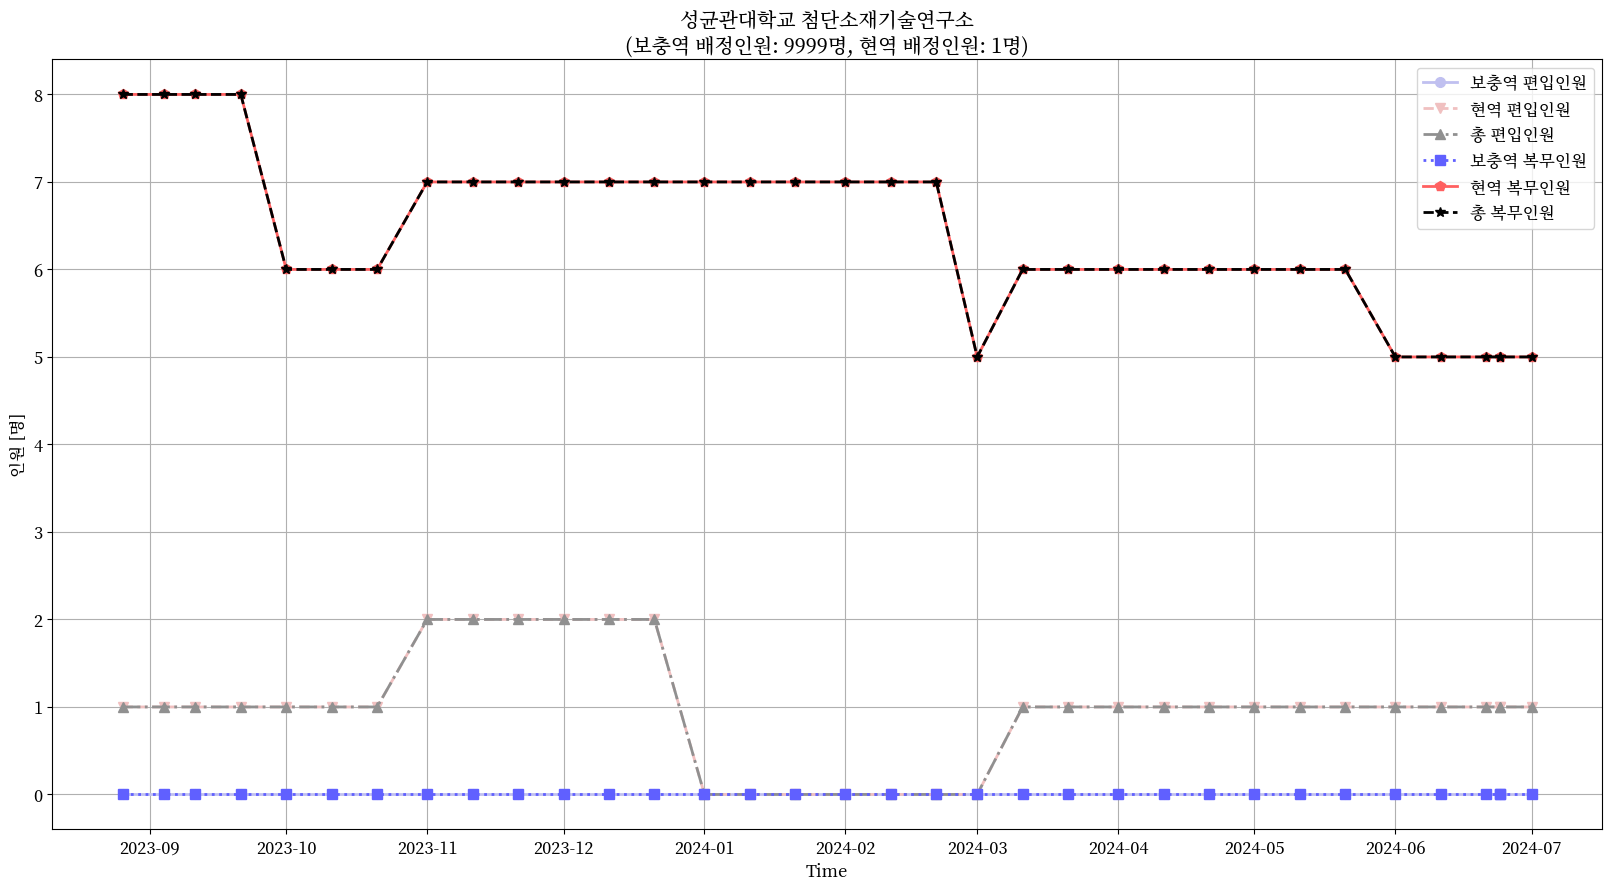 성균관대학교 첨단소재기술연구소
(보충역 배정인원: 9999명, 현역 배정인원: 1명)
보충역 편입인원
현역 편입인원
총 편입인원
보충역 복무인원
현역 복무인원
총 복무인원
8
7
6
5
4
3
2
1
0
인원 [명]
2023-09
2023-10
2023-11
2023-12
2024-01
2024-02
2024-03
2024-04
2024-05
2024-06
2024-07
Time